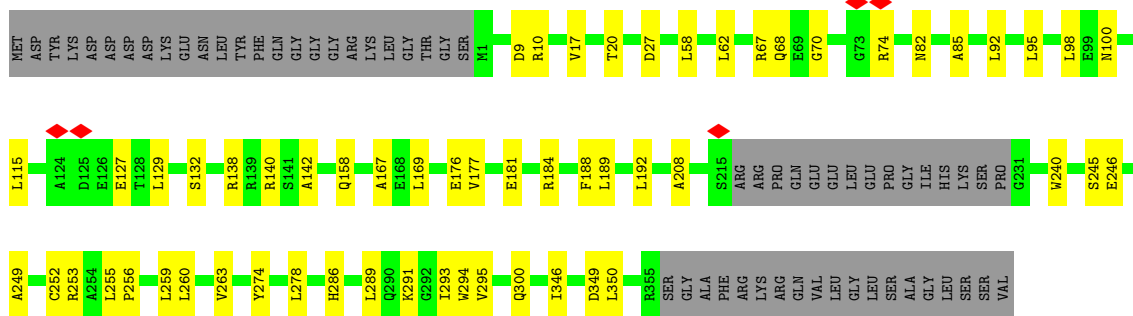 MET ASP TYR LYS ASP ASP ASP ASP LYS GLU ASN LEU TYR PHE GLN GLY GLY GLY ARG LYS LEU GLY THR GLY SER M1 D9 R10 V17 T20 D27 L58 L62 R67 Q68 E69 G70 G73 R74 N82 A85 L92 L95 L98 E99 N100
L115 A124 D125 E126 E127 T128 L129 S132 R138 R139 R140 S141 A142 Q158 A167 E168 L169 E176 V177 E181 R184 F188 L189 L192 A208 S215 ARG ARG PRO GLN GLU GLU LEU GLU PRO GLY ILE HIS LYS SER PRO G231 W240 S245 E246
A249 C252 R253 A254 L255 P256 L259 L260 V263 Y274 L278 H286 L289 Q290 K291 G292 I293 W294 V295 Q300 I346 D349 L350 R355 SER GLY ALA PHE ARG LYS ARG GLN VAL LEU GLY LEU SER ALA GLY LEU SER SER VAL